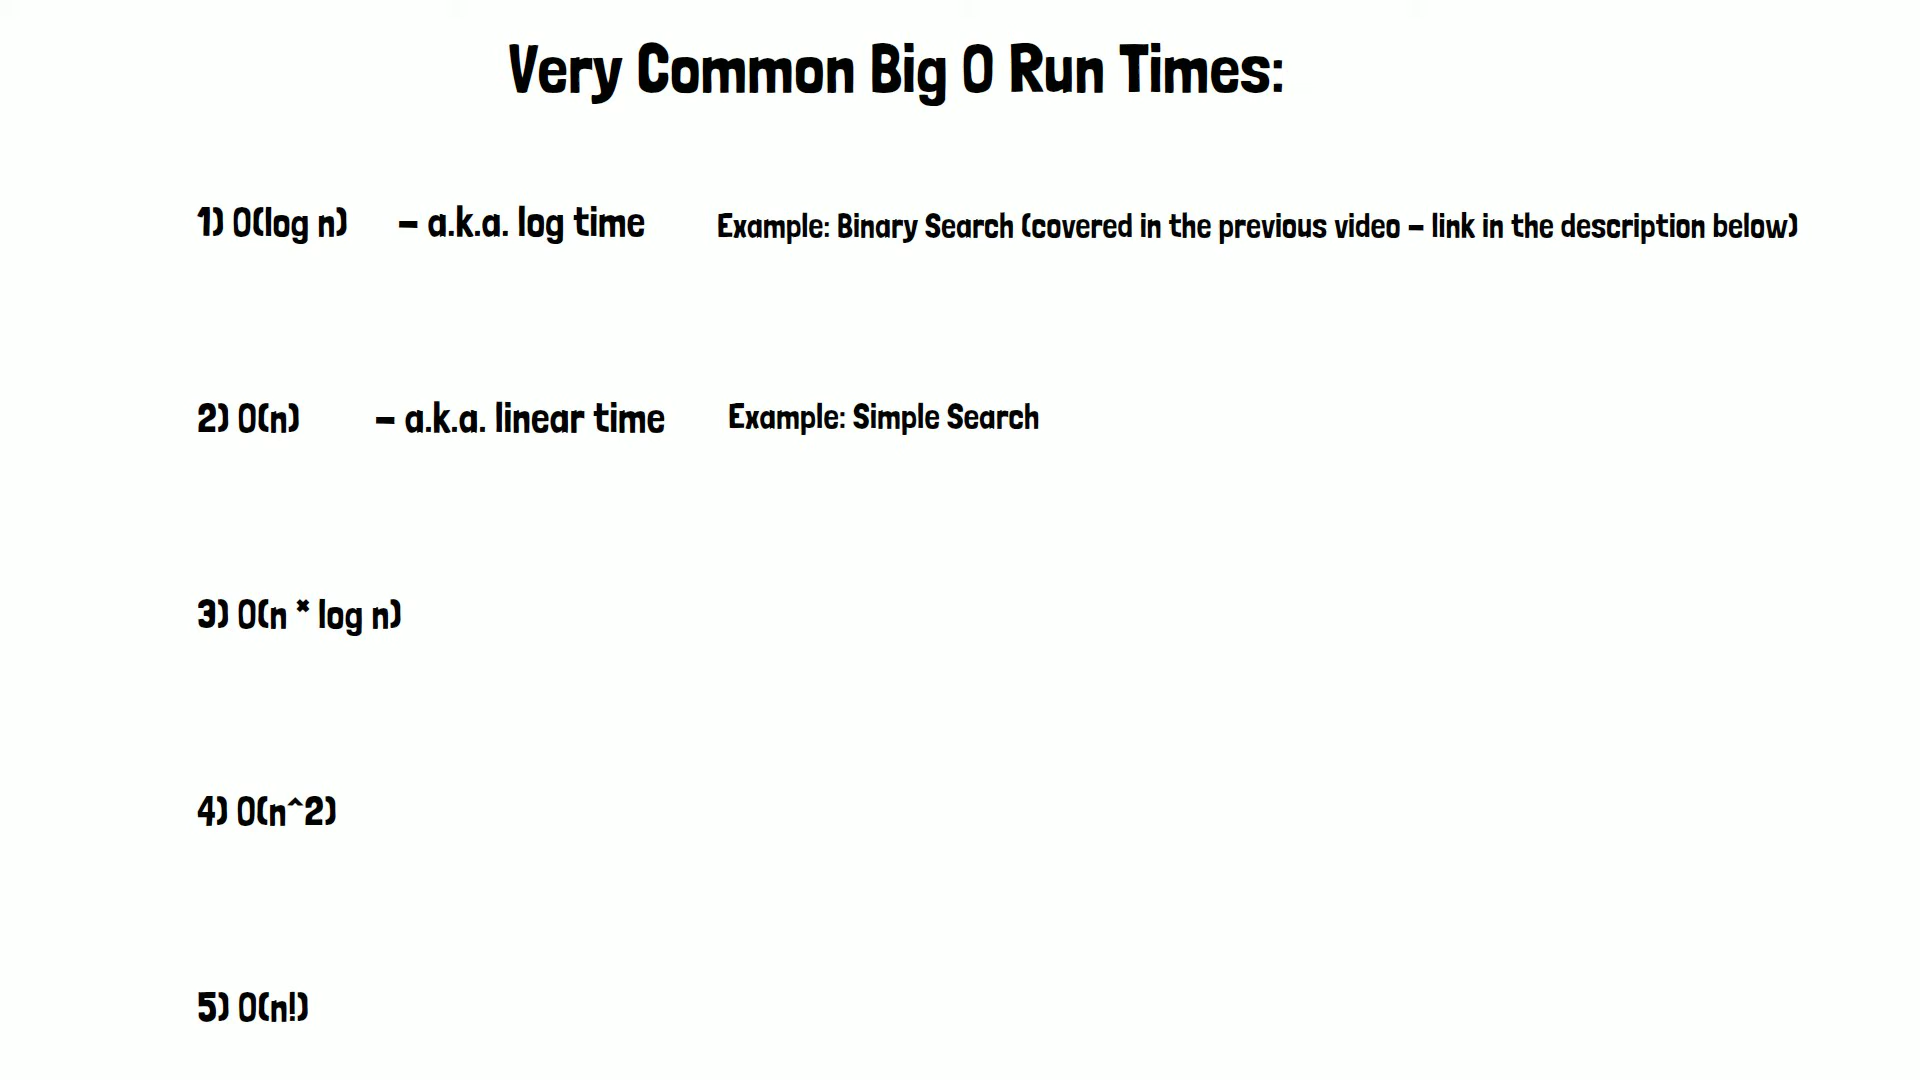 Very Common Big O Run Times:
1) O(log n) – a.k.a. log time Example: Binary Search (covered in the previous video – link in the description below)
2) O(n) – a.k.a. linear time Example: Simple Search
3) O(n * log n)
4) O(n^2)
5) O(n!)